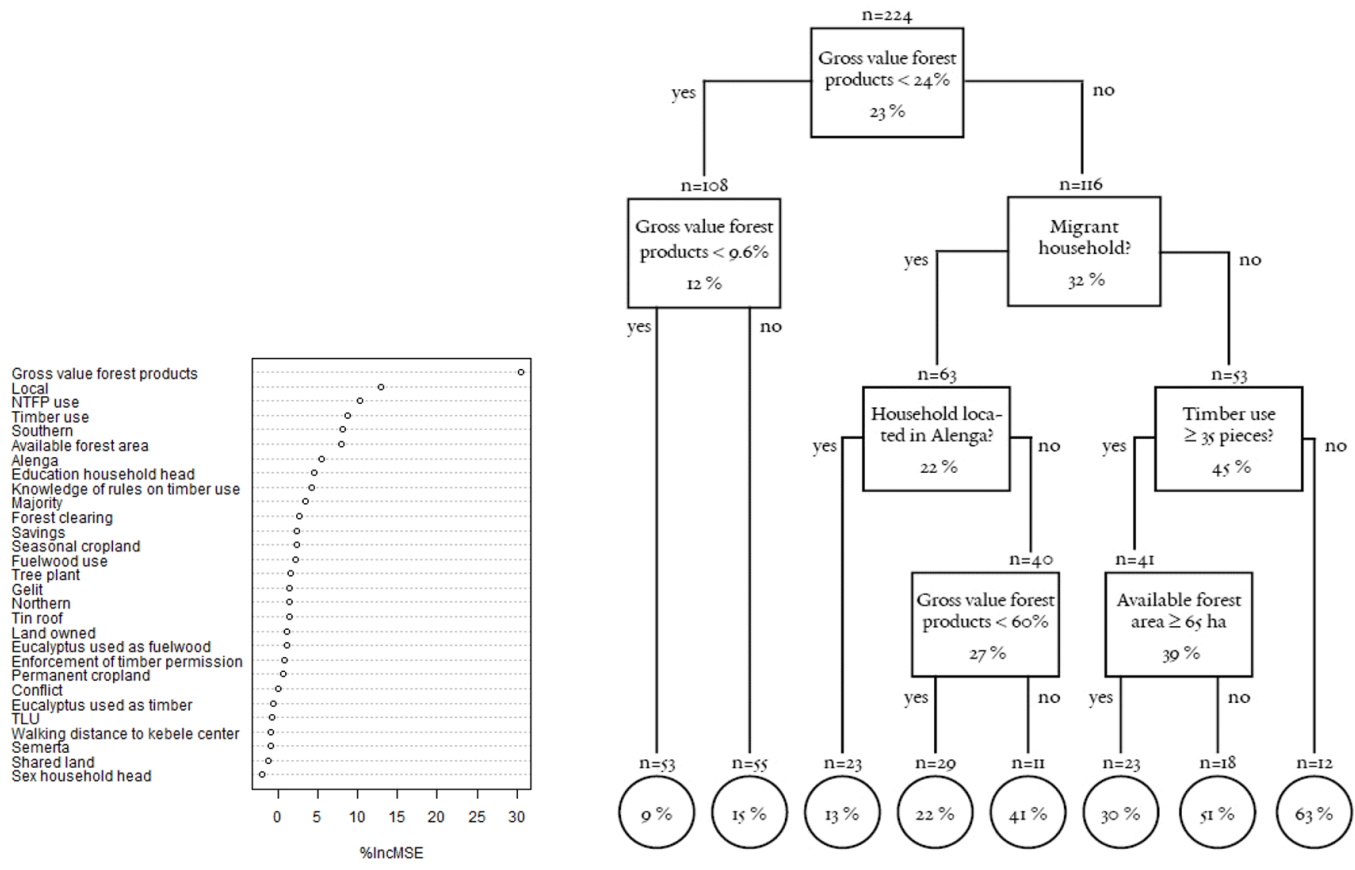 Gross value forest products
Local
NTFP use
Timber use
Southern
Available forest area
Alenga
Education household head
Knowledge of rules on timber use
Majority
Forest clearing
Savings
Seasonal cropland
Fuelwood use
Tree plant
Gelit
Northern
Tin roof
Land owned
Eucalyptus used as fuelwood
Enforcement of timber permission
Permanent cropland
Conflict
Eucalyptus used as timber
TLU
Walking distance to kebele center
Semerta
Shared land
Sex household head
0 5 10 15 20 25 30
%IncMSE
n=224
Gross value forest
products < 24%
23 %
yes
no
n=108
Gross value forest
products < 9.6%
12 %
yes
no
n=116
Migrant
household?
32 %
yes
no
n=63
Household loca-
ted in Alenga?
22 %
yes
no
n=53
Timber use
≥ 35 pieces?
45 %
yes
no
n=40
Gross value forest
products < 60%
27 %
yes
no
n=41
Available forest
area ≥ 65 ha
39 %
yes
no
n=53
9 %
n=55
15 %
n=23
13 %
n=29
22 %
n=11
41 %
n=23
30 %
n=18
51 %
n=12
63 %